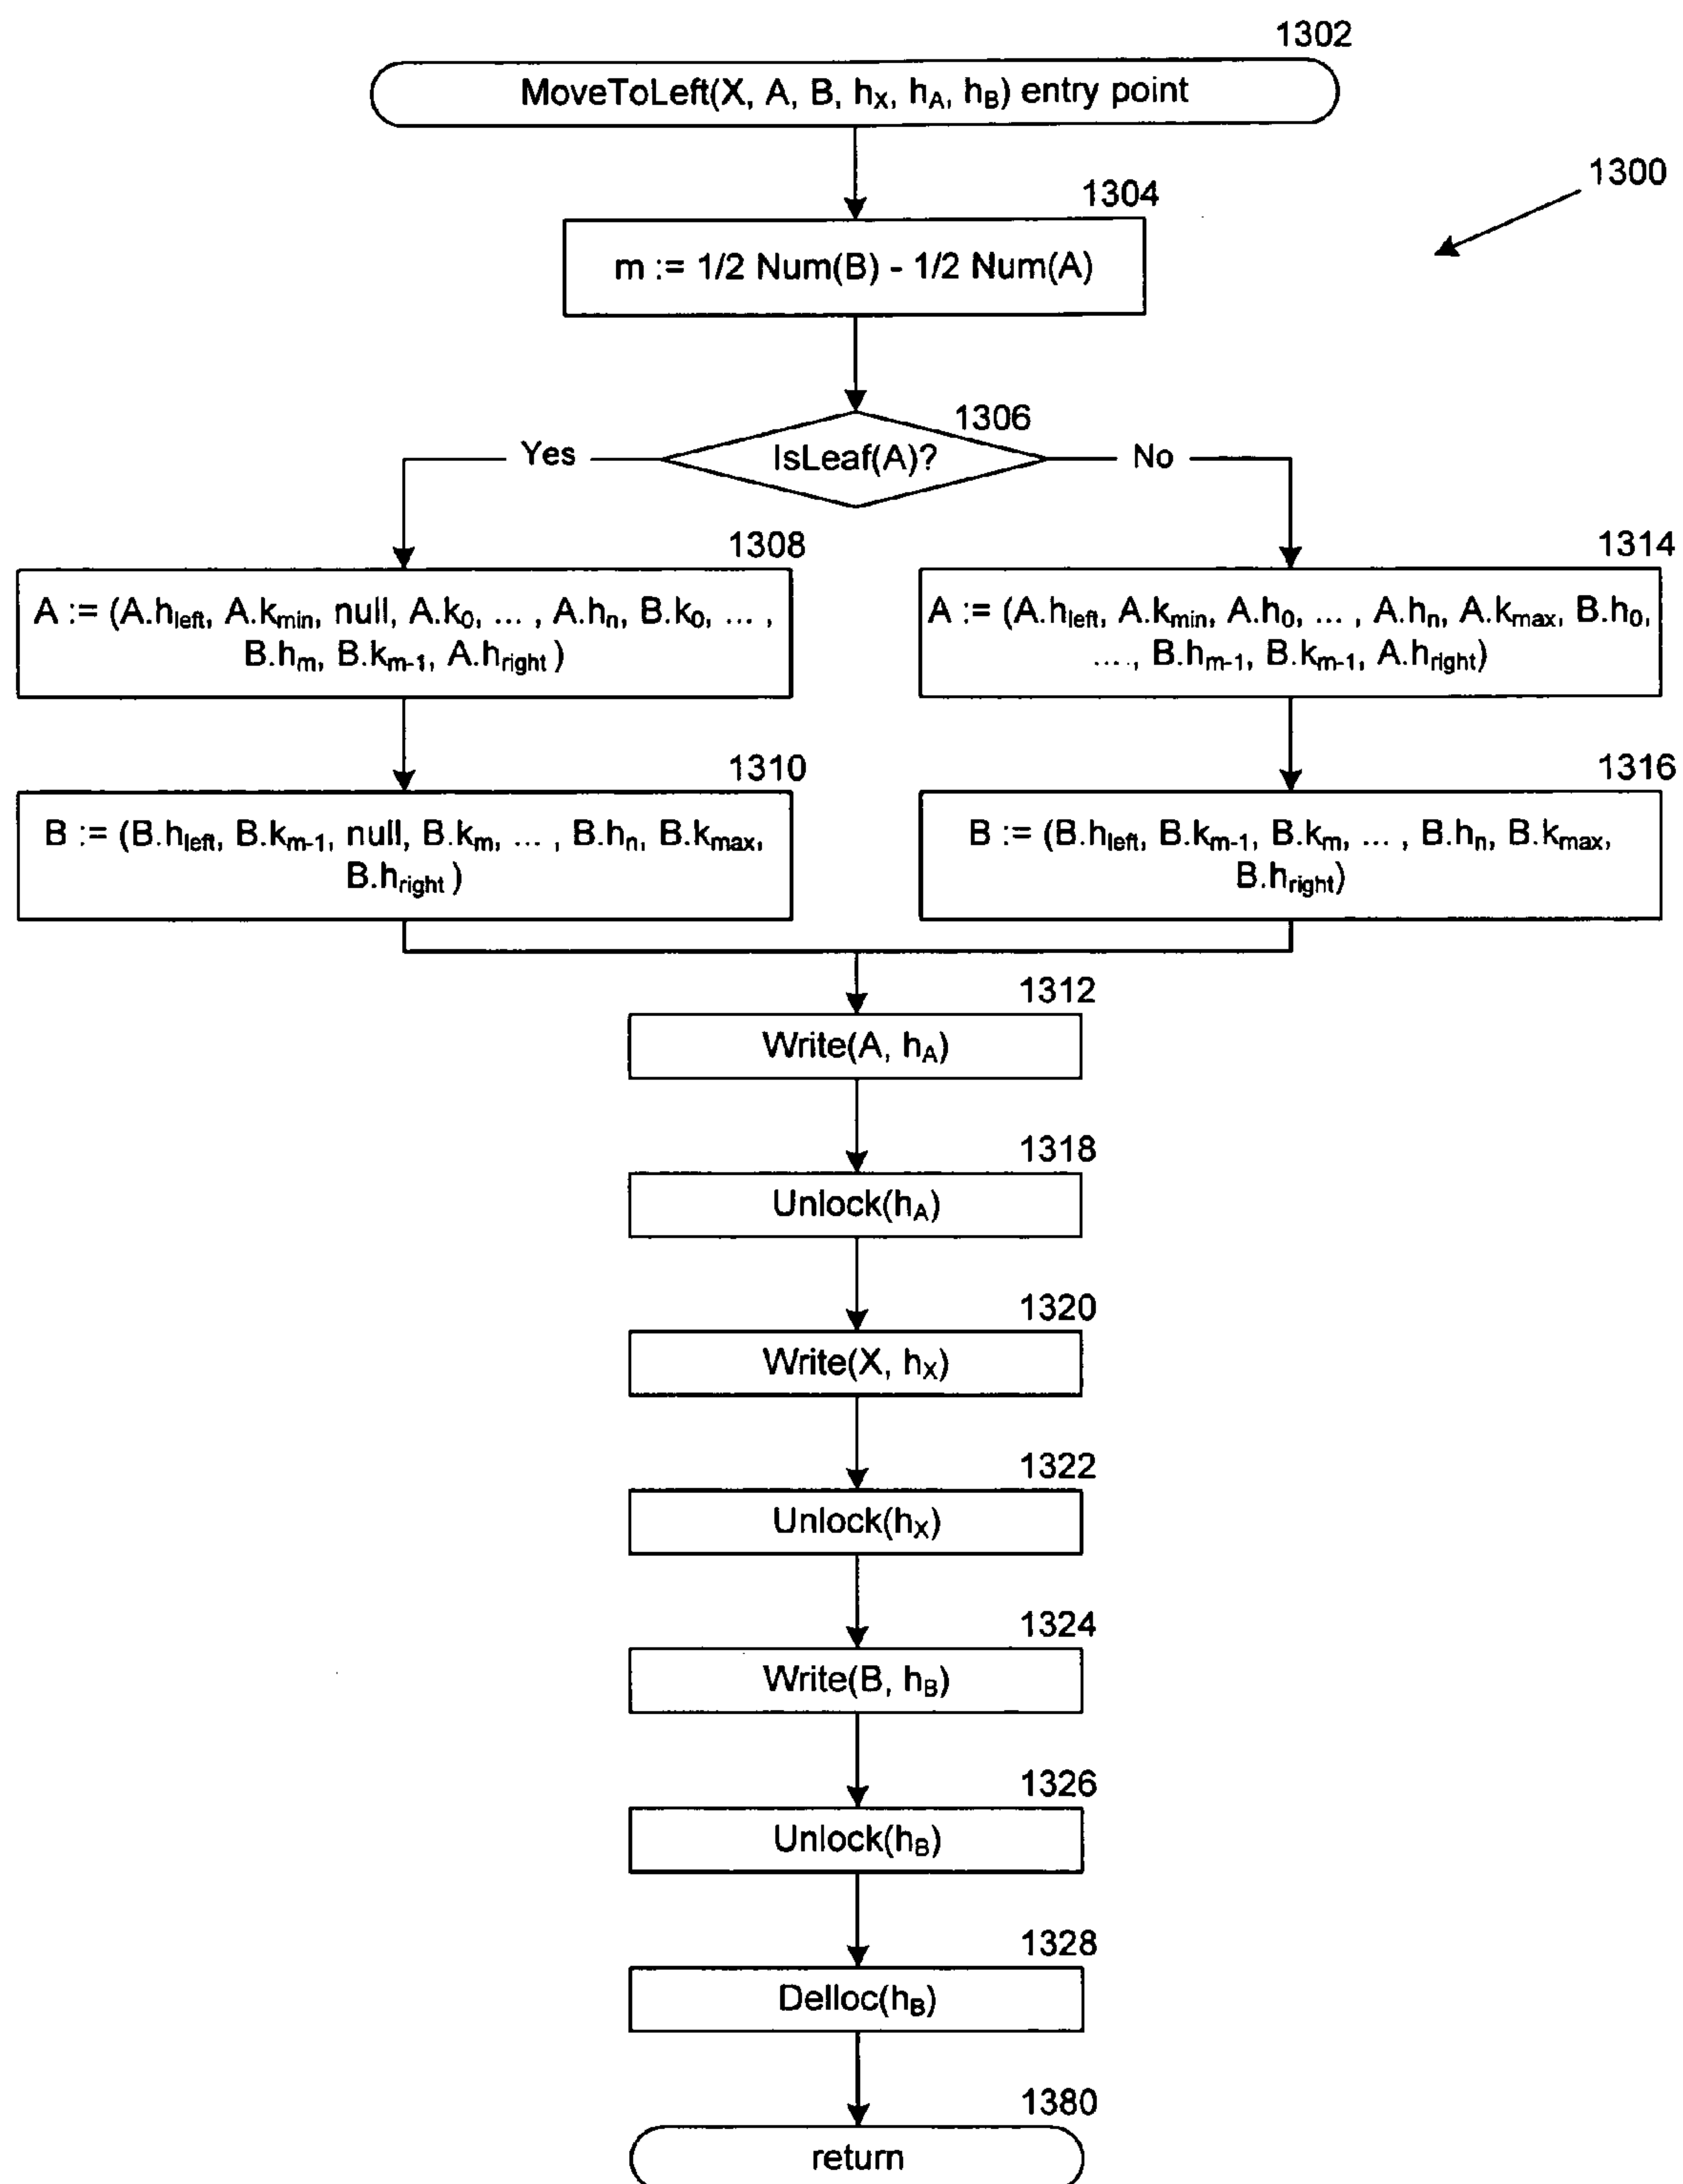 1302
MoveToLeft(X, A, B, hX, hA, hB) entry point
1300
1304
m := 1/2 Num(B) - 1/2 Num(A)
1306
Yes
IsLeaf(A)?
No
1308
A := (A.hleft, A.kmin, null, A.k0, ... , A.hn, B.k0, ... ,
B.hm, B.km-1, A.hright )
1314
A := (A.hleft, A.kmin, A.h0, ... , A.hn, A.kmax, B.h0,
...., B.hm-1, B.km-1, A.hright)
1310
B := (B.hleft, B.km-1, null, B.km, ... , B.hn, B.kmax,
B.hright )
1316
B := (B.hleft, B.km-1, B.km, ... , B.hn, B.kmax,
B.hright)
1312
Write(A, hA)
1318
Unlock(hA)
1320
Write(X, hX)
1322
Unlock(hX)
1324
Write(B, hB)
1326
Unlock(hB)
1328
Delloc(hB)
1380
return